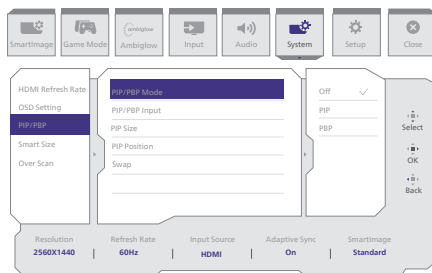 SmartImage
Game Mode
ambiglow
Ambiglow
Input
Audio
System
Setup
Close
HDMI Refresh Rate
OSD Setting
PIP/PBP
Smart Size
Over Scan
PIP/PBP Mode
PIP/PBP Input
PIP Size
PIP Position
Swap
Off
PIP
PBP
Select
OK
Back
Resolution Refresh Rate Input Source Adaptive Sync SmartImage
2560X1440 60Hz HDMI On Standard